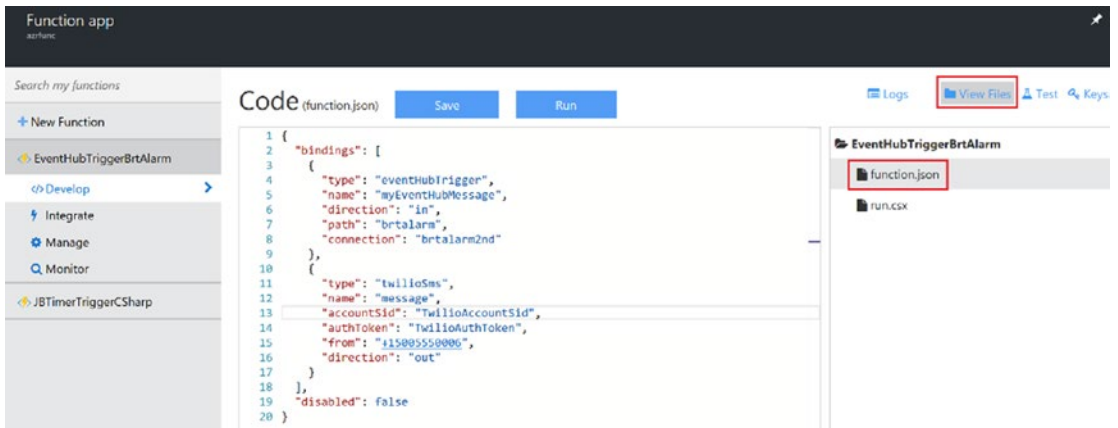 Function app
azrfunc
Search my functions
+ New Function
EventHubTriggerBrtAlarm
</> Develop
Integrate
Manage
Monitor
JBTimerTriggerCSharp
Code (function.json)
Save
Run
Logs
View Files
Test
Keys
1 {
2 "bindings": [
3 {
4 "type": "eventHubTrigger",
5 "name": "myEventHubMessage",
6 "direction": "in",
7 "path": "brtalarm",
8 "connection": "brtalarm2nd"
9 },
10 {
11 "type": "twilioSms",
12 "name": "message",
13 "accountSid": "TwilioAccountSid",
14 "authToken": "TwilioAuthToken",
15 "from": "+15005550006",
16 "direction": "out"
17 }
18 ],
19 "disabled": false
20 }
EventHubTriggerBrtAlarm
function.json
run.csx